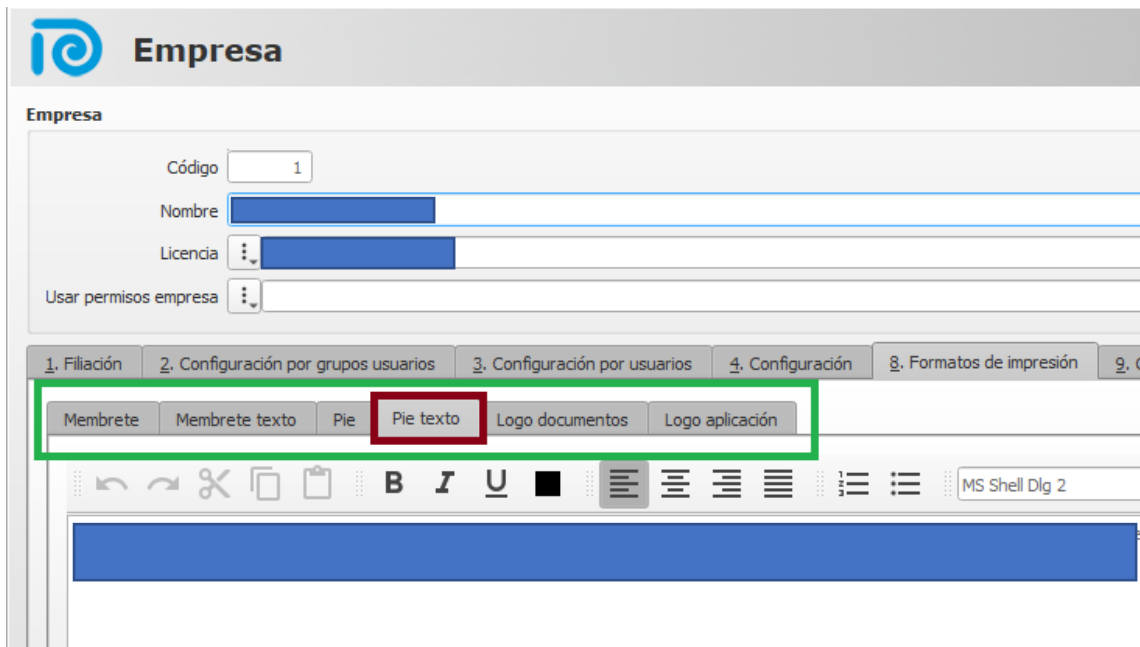 Empresa
Empresa
Código 1
Nombre
Licencia
Usar permisos empresa
1. Filiación 2. Configuración por grupos usuarios 3. Configuración por usuarios 4. Configuración 8. Formatos de impresión 9.
Membrete Membrete texto Pie Pie texto Logo documentos Logo aplicación
B I U MS Shell Dlg 2